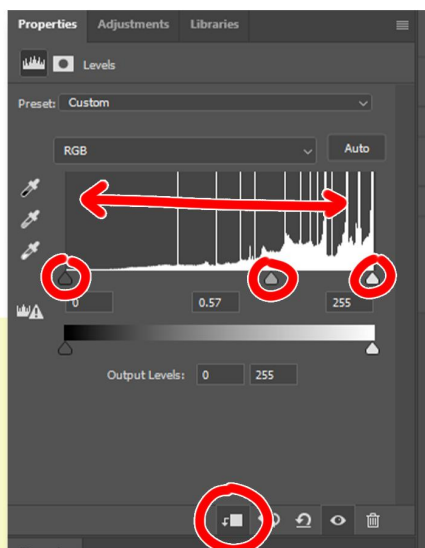 Properties Adjustments Libraries
Levels
Preset: Custom
RGB Auto
0 0.57 255
Output Levels: 0 255